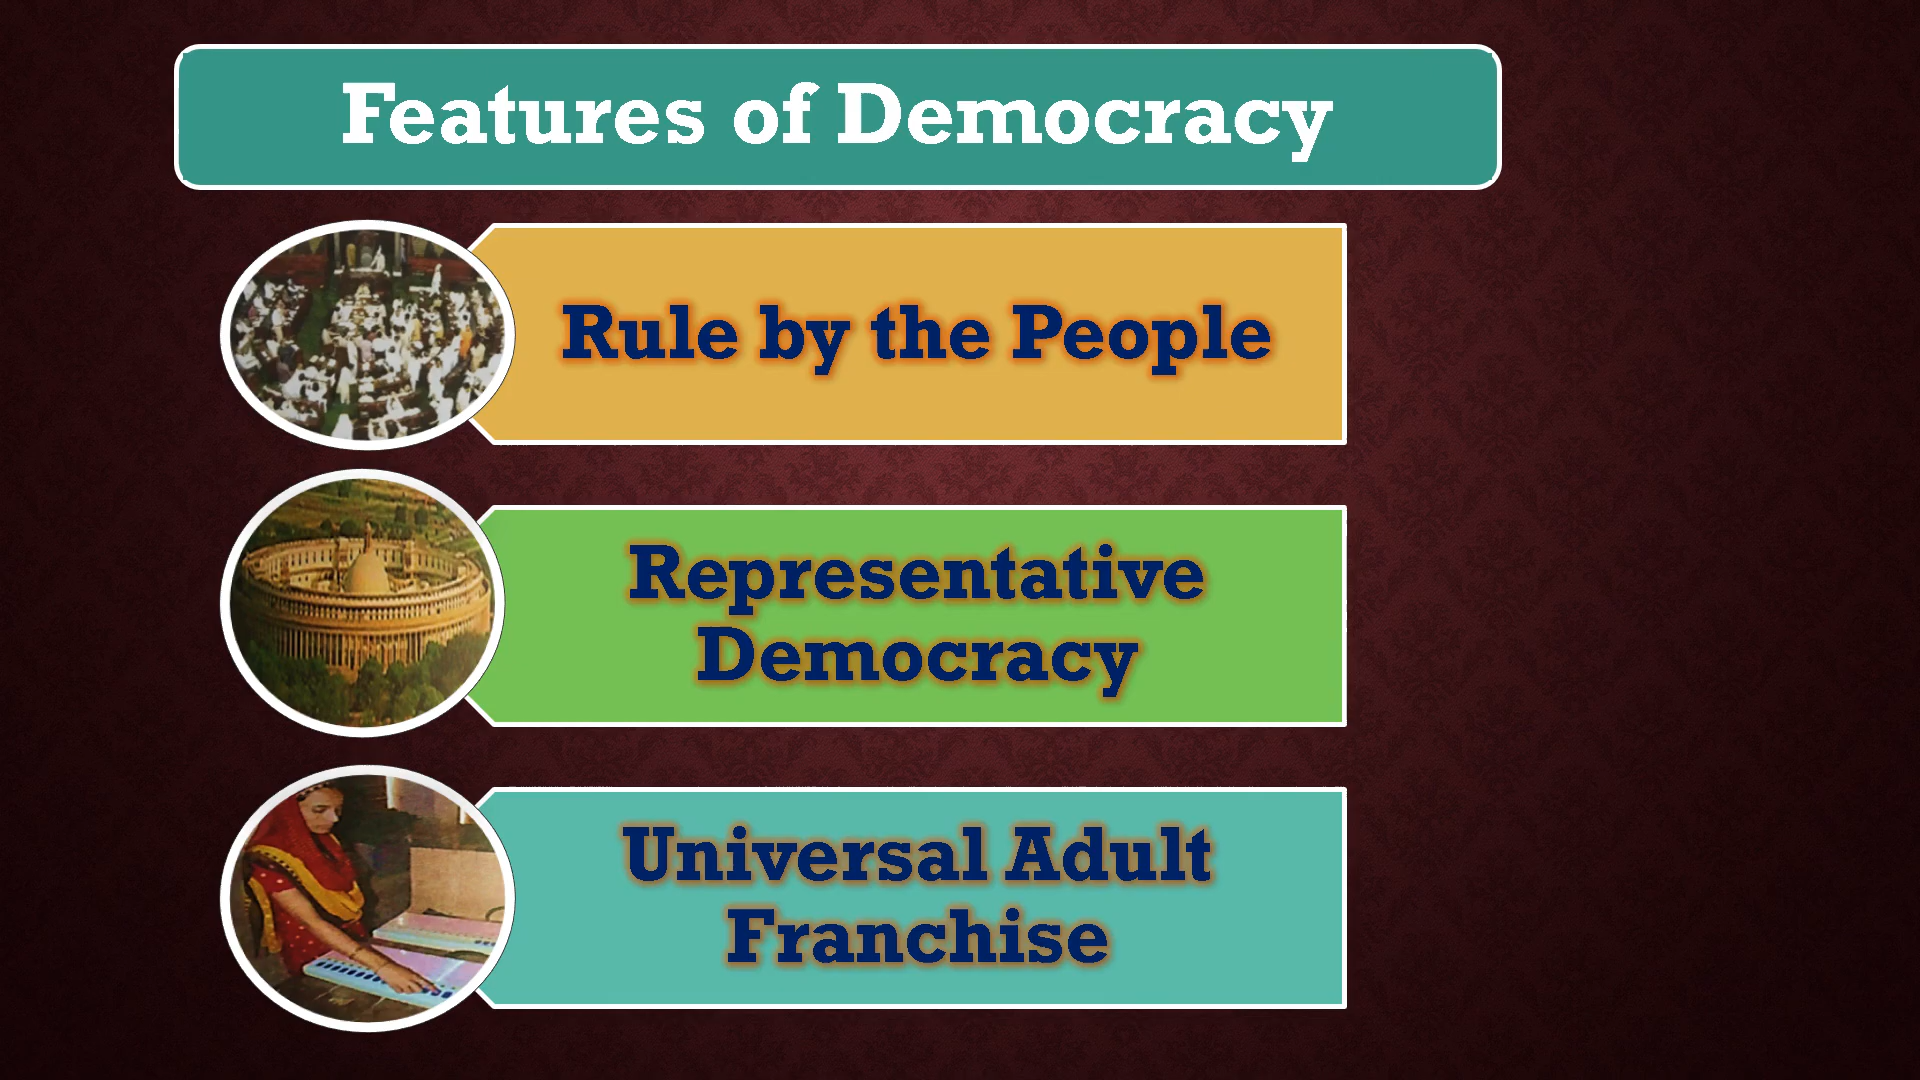 Features of Democracy
Rule by the People
Representative
Democracy
Universal Adult
Franchise